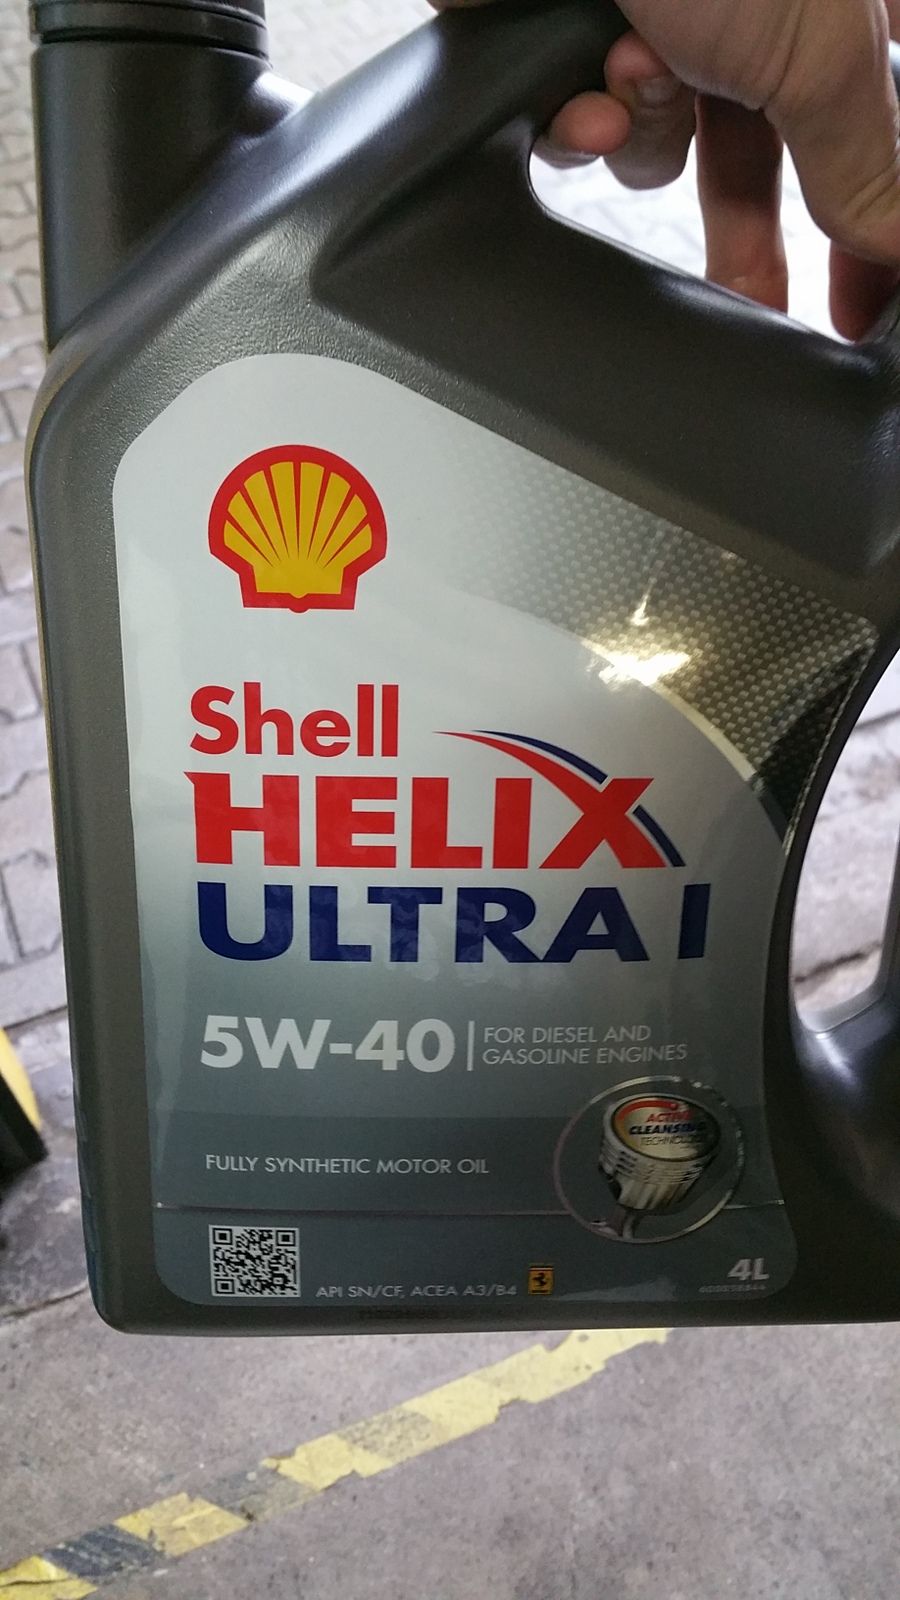 Shell
HELIX
ULTRA I
5W-40
FOR DIESEL AND
GASOLINE ENGINES
ACTIVE
CLEANSING
TECHNOLOGY
FULLY SYNTHETIC MOTOR OIL
API SN/CF, ACEA A3/B4
4L